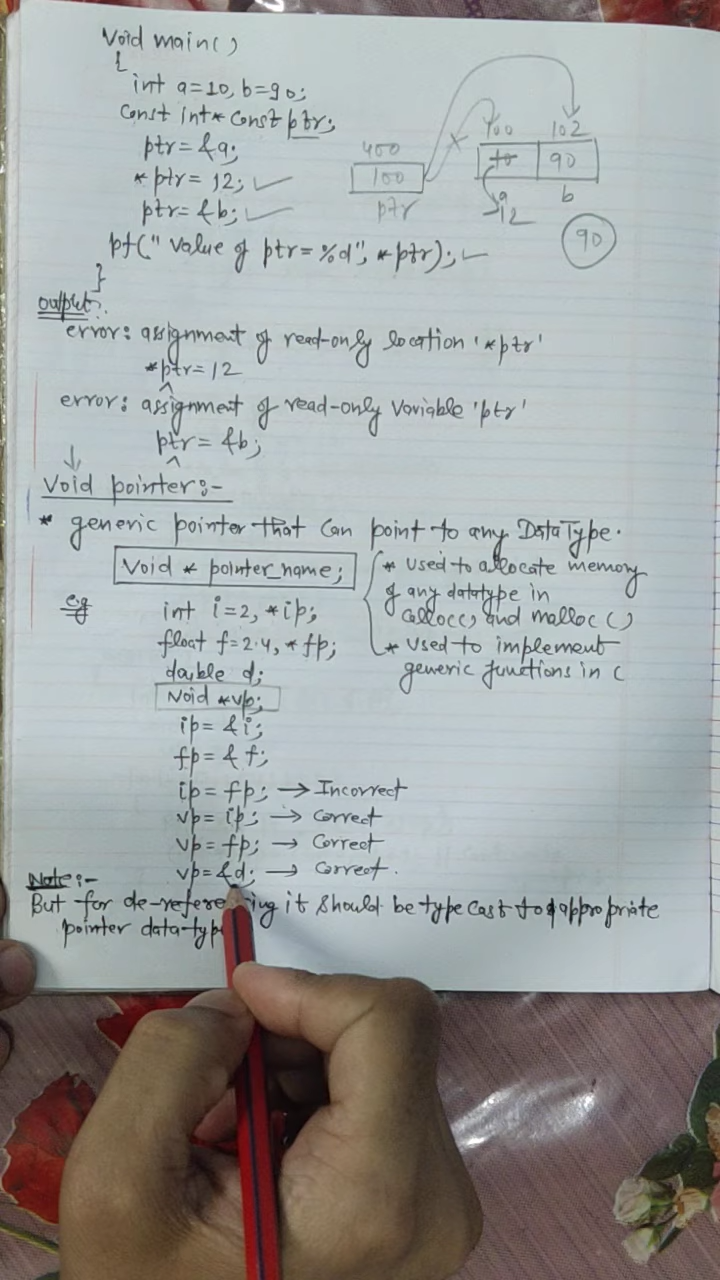 Void main()
{
int a=10, b=90;
Const int* Const ptr;
ptr = &a;
* ptr = 12; ✓
ptr = &b; ✓
pf(" Value of ptr = %d", *ptr); ✓
}
400
100
ptr
100 102
10 90
a b
12
90
output:
error: assignment of read-only location '*ptr'
*ptr = 12
^
error: assignment of read-only Variable 'ptr'
ptr = &b;
^
↓
Void pointer:-
* generic pointer that can point to any DataType.
Void * pointer_name;
* Used to allocate memory
of any datatype in
calloc() and malloc()
* Used to implement
generic functions in C
eg
int i=2, *ip;
float f=2.4, *fp;
double d;
Void *vp;
ip = &i;
fp = &f;
ip = fp; → Incorrect
vp = ip; → Correct
vp = fp; → Correct
vp = &d; → Correct.
Note:-
But for de-referencing it should be type cast to appropriate
pointer data-type